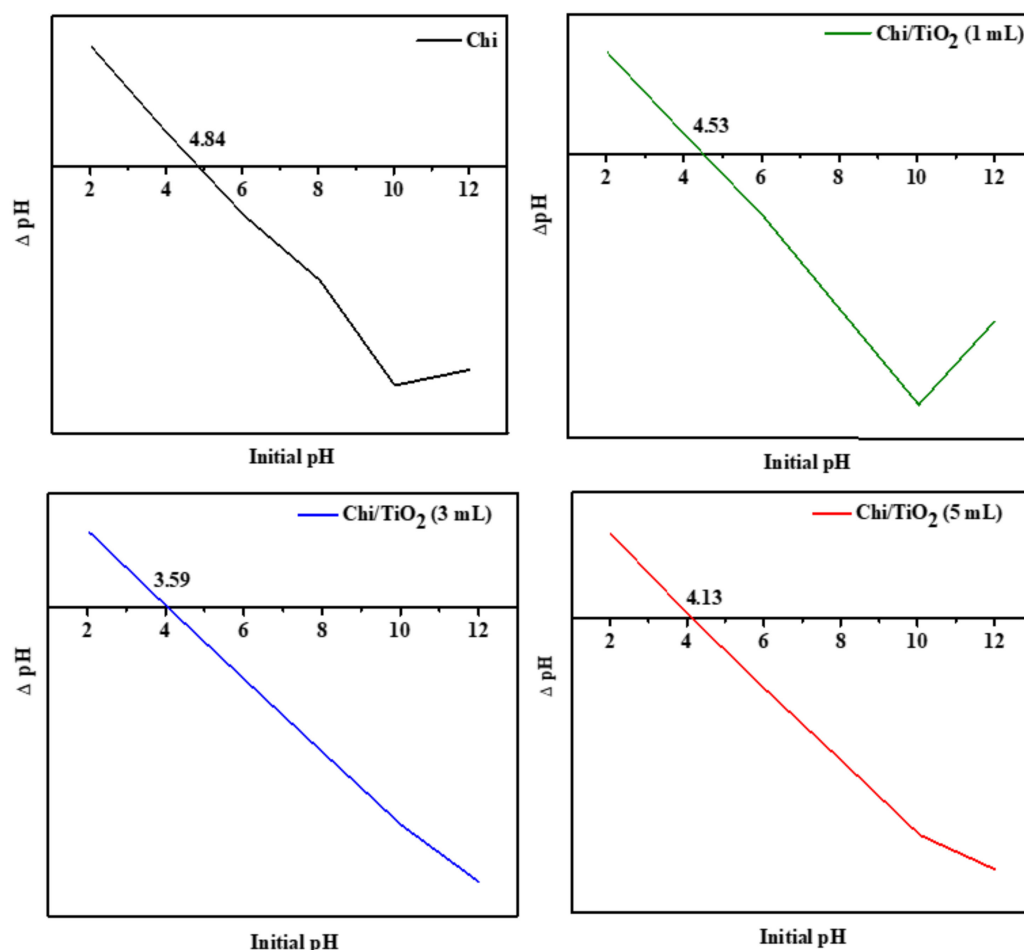 Chi
4.84
2 4 6 8 10 12
Δ pH
Initial pH
Chi/TiO₂ (1 mL)
4.53
2 4 6 8 10 12
ΔpH
Initial pH
Chi/TiO₂ (3 mL)
3.59
2 4 6 8 10 12
Δ pH
Initial pH
Chi/TiO₂ (5 mL)
4.13
2 4 6 8 10 12
Δ pH
Initial pH